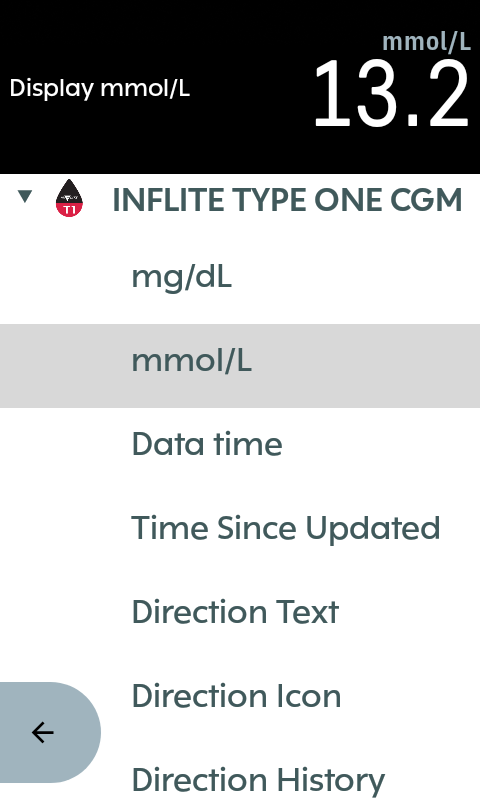 mmol/L
Display mmol/L
13.2
T1
INFLITE TYPE ONE CGM
mg/dL
mmol/L
Data time
Time Since Updated
Direction Text
Direction Icon
Direction History